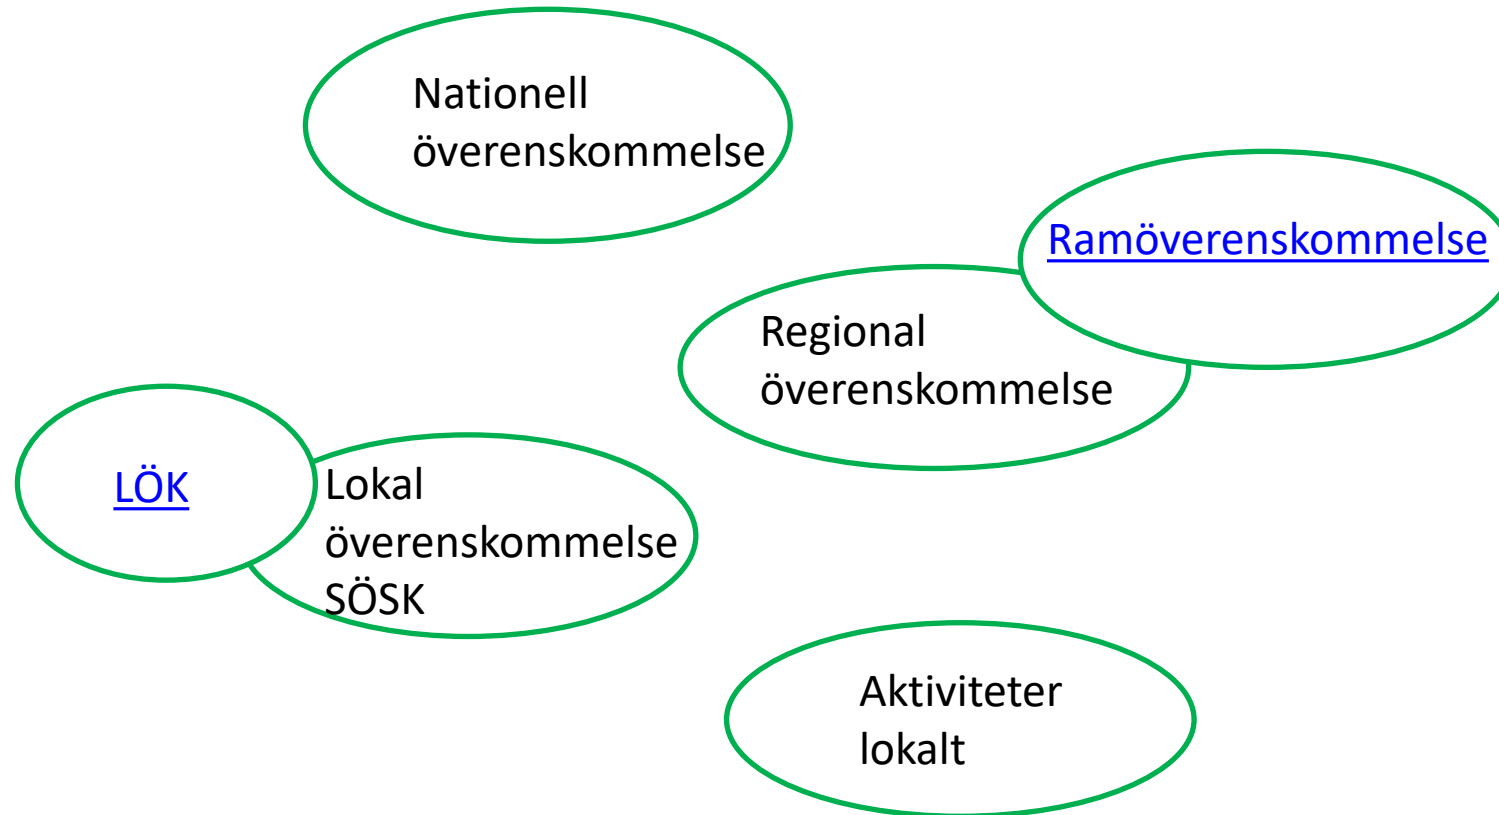 Nationell
överenskommelse
Ramöverenskommelse
Regional
överenskommelse
LÖK
Lokal
överenskommelse
SÖSK
Aktiviteter
lokalt